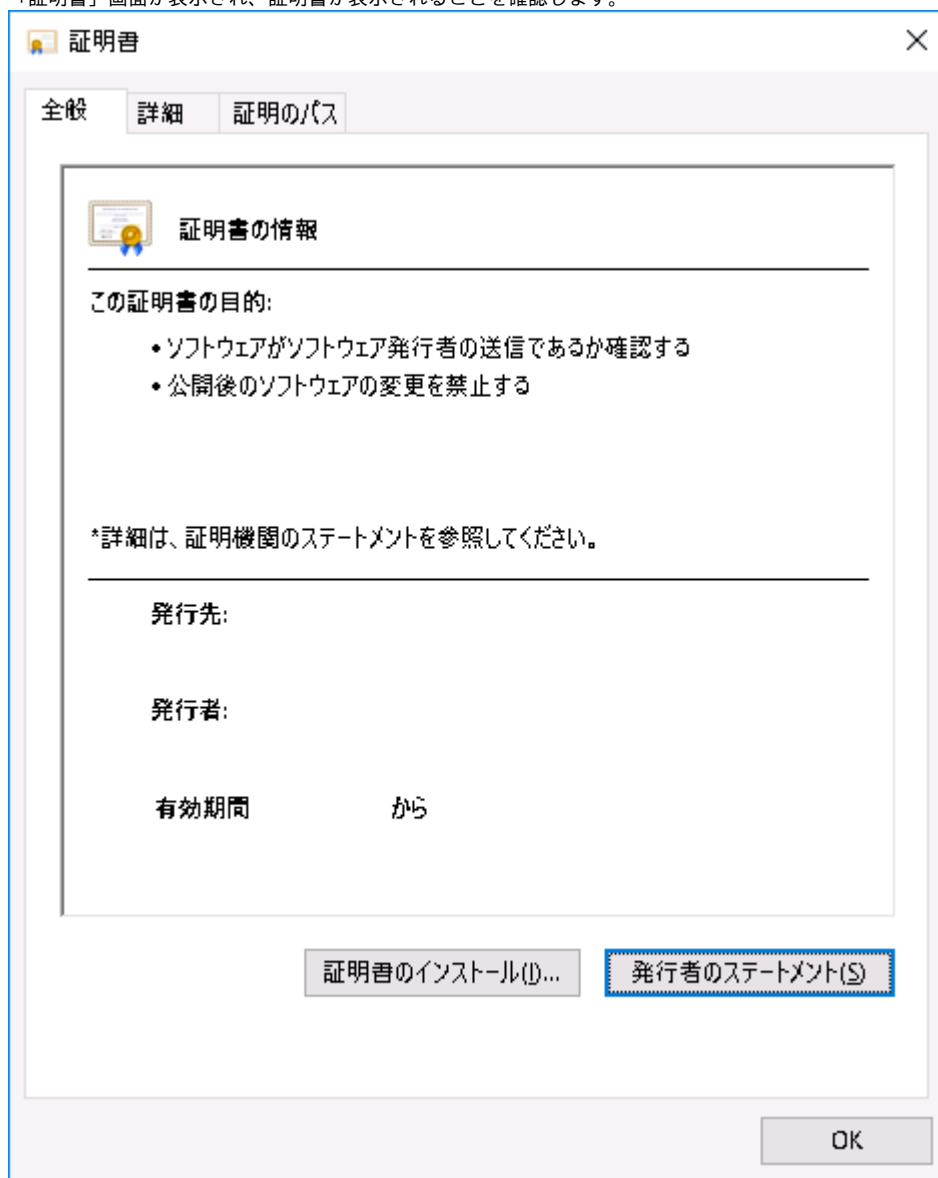 「証明書」画面が表示され、証明書が表示されることを確認します。
証明書
全般 詳細 証明のパス
証明書の情報
この証明書の目的:
• ソフトウェアがソフトウェア発行者の送信であるか確認する
• 公開後のソフトウェアの変更を禁止する
*詳細は、証明機関のステートメントを参照してください。
発行先:
発行者:
有効期間 から
証明書のインストール(I)... 発行者のステートメント(S)
OK